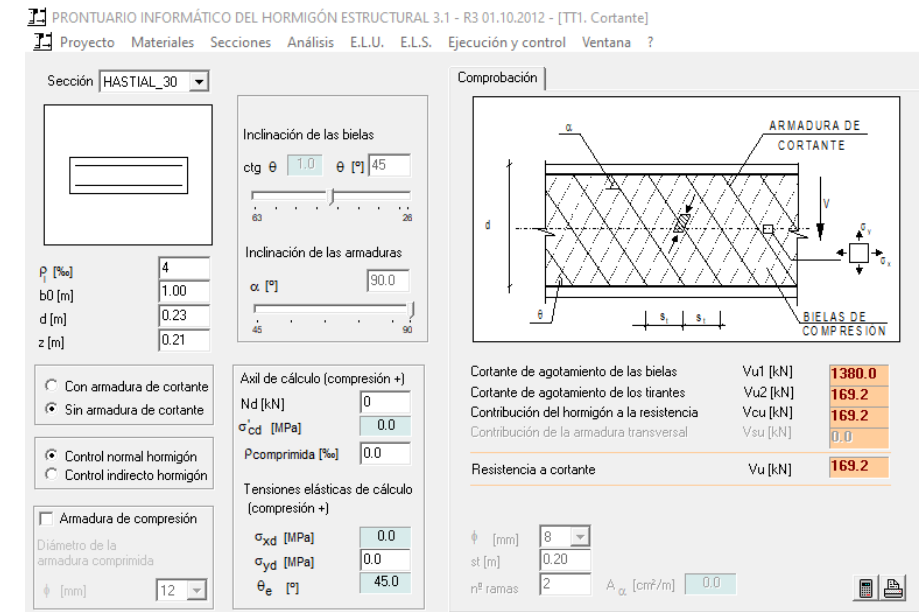 PRONTUARIO INFORMÁTICO DEL HORMIGÓN ESTRUCTURAL 3.1 - R3 01.10.2012 - [TT1. Cortante]
Proyecto Materiales Secciones Análisis E.L.U. E.L.S. Ejecución y control Ventana ?
Sección HASTIAL_30
ρl [‰] 4
b0 [m] 1.00
d [m] 0.23
z [m] 0.21
Con armadura de cortante
Sin armadura de cortante
Control normal hormigón
Control indirecto hormigón
Armadura de compresión
Diámetro de la
armadura comprimida
ϕ [mm] 12
Inclinación de las bielas
ctg θ 1.0 θ [º] 45
63 26
Inclinación de las armaduras
α [º] 90.0
45 90
Axil de cálculo (compresión +)
Nd [kN] 0
σ'cd [MPa] 0.0
ρcomprimida [‰] 0.0
Tensiones elásticas de cálculo
(compresión +)
σxd [MPa] 0.0
σyd [MPa] 0.0
θe [º] 45.0
Comprobación
α
ARMADURA DE
CORTANTE
d
V
σy
σx
θ
st st
BIELAS DE
COMPRESION
Cortante de agotamiento de las bielas Vu1 [kN] 1380.0
Cortante de agotamiento de los tirantes Vu2 [kN] 169.2
Contribución del hormigón a la resistencia Vcu [kN] 169.2
Contribución de la armadura transversal Vsu [kN] 0.0
Resistencia a cortante Vu [kN] 169.2
ϕ [mm] 8
st [m] 0.20
nº ramas 2 Aα [cm²/m] 0.0